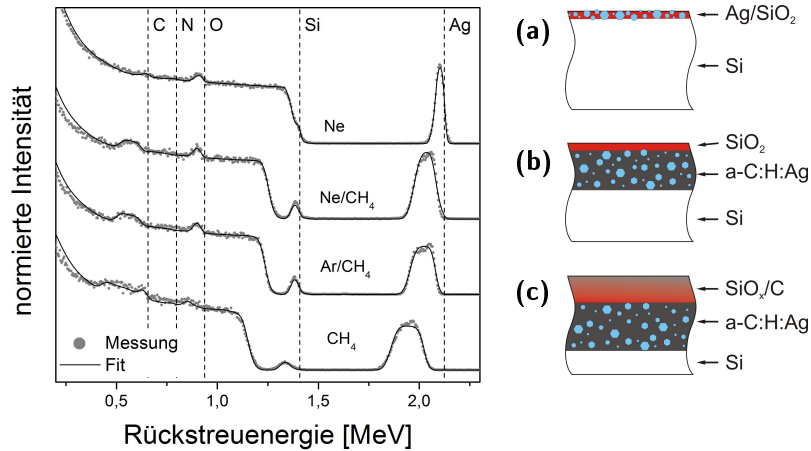 C N O Si Ag
Ne
Ne/CH₄
Ar/CH₄
CH₄
Messung
Fit
normierte Intensität
0,5 1,0 1,5 2,0
Rückstreuenergie [MeV]
(a)
Ag/SiO₂
Si
(b)
SiO₂
a-C:H:Ag
Si
(c)
SiOₓ/C
a-C:H:Ag
Si